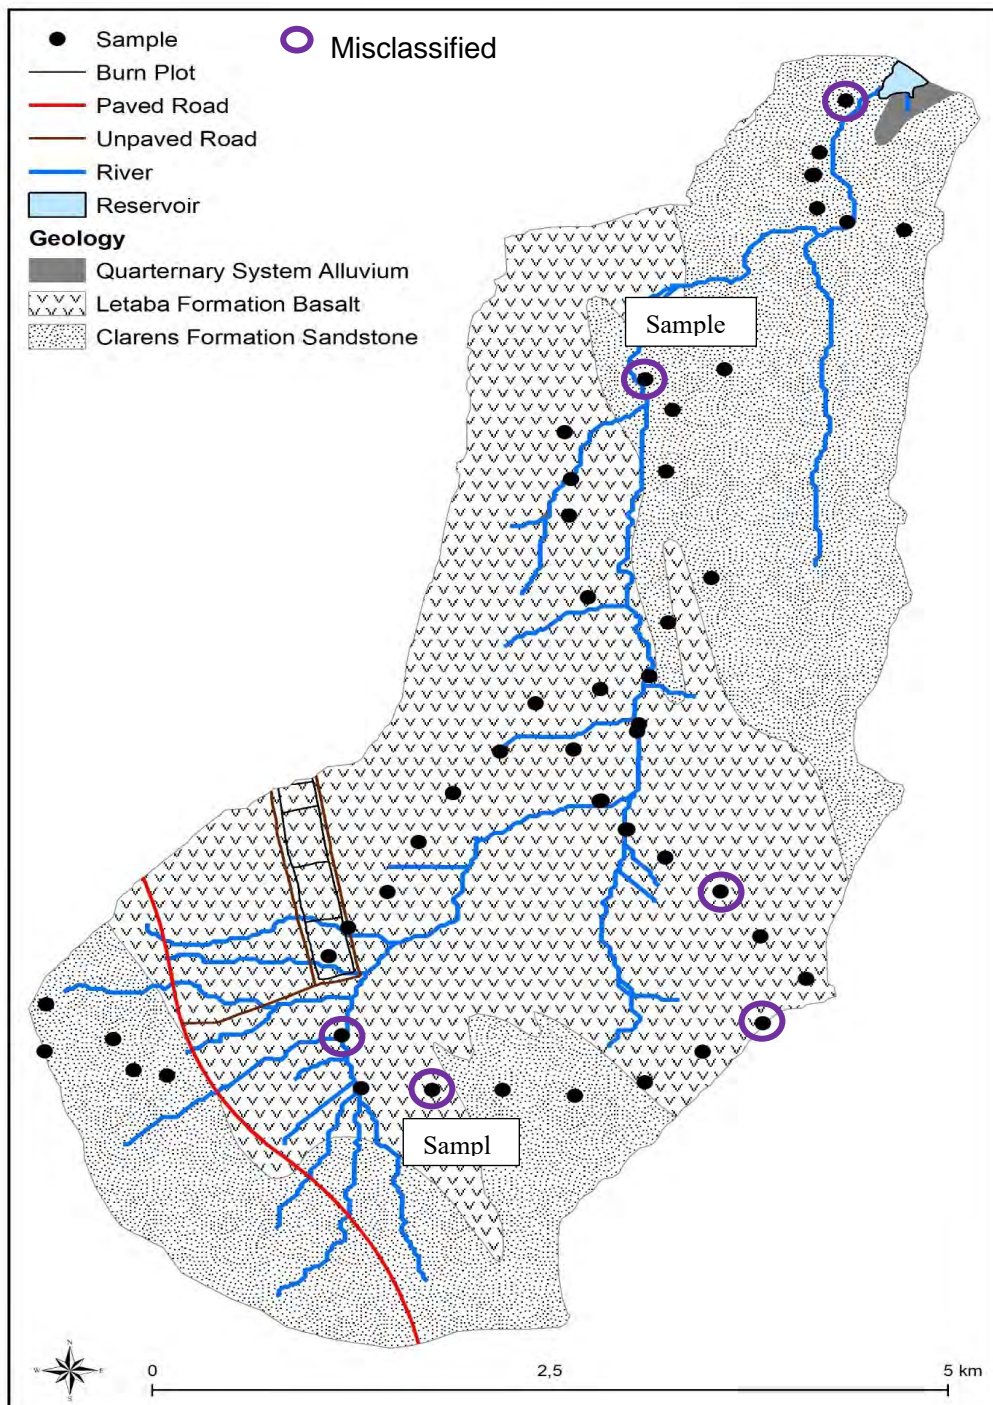 Sample
Misclassified
Burn Plot
Paved Road
Unpaved Road
River
Reservoir
Geology
Quarternary System Alluvium
Letaba Formation Basalt
Clarens Formation Sandstone
Sample
Sampl
N
W
E
S
0
2,5
5 km